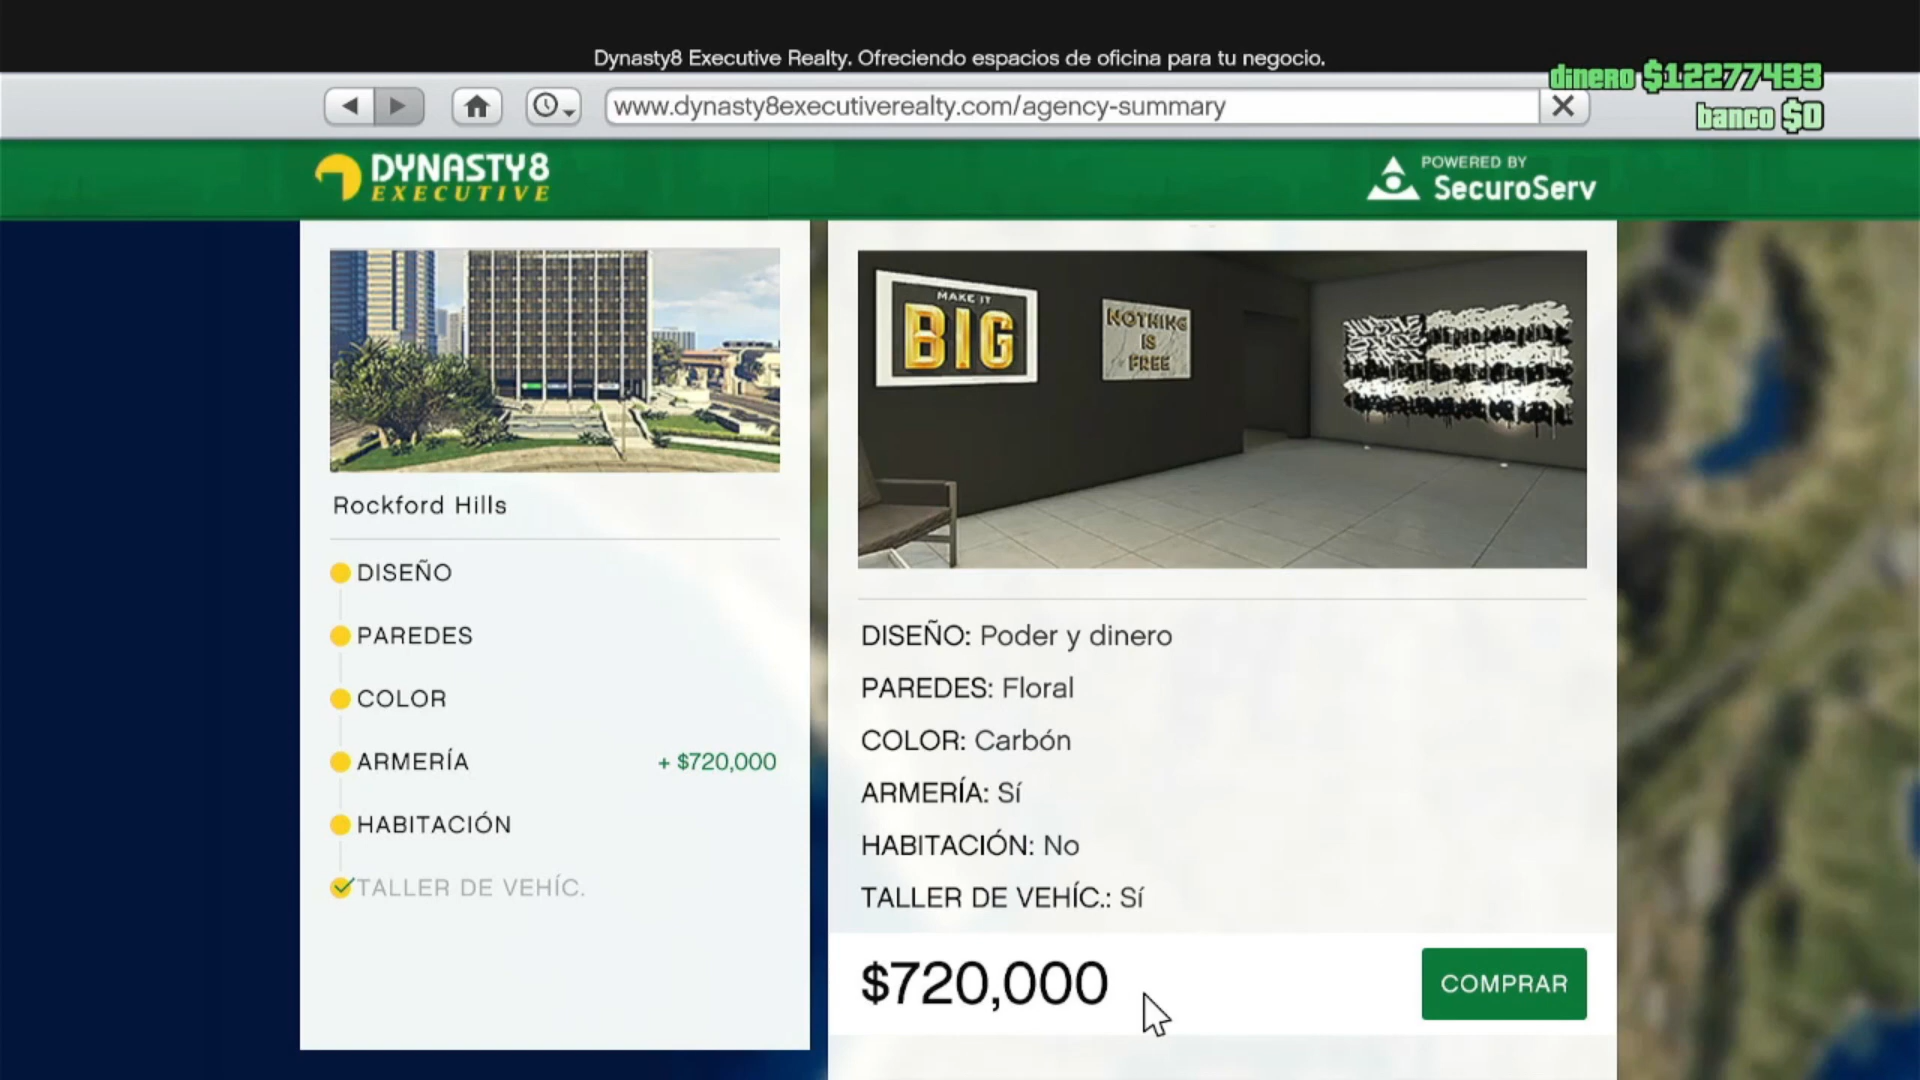 Dynasty8 Executive Realty. Ofreciendo espacios de oficina para tu negocio.
dinero $12277433
www.dynasty8executiverealty.com/agency-summary
banco $0
DYNASTY8
EXECUTIVE
POWERED BY
SecuroServ
MAKE IT
BIG
NOTHING
IS
FREE
Rockford Hills
DISEÑO
PAREDES
COLOR
ARMERÍA + $720,000
HABITACIÓN
TALLER DE VEHÍC.
DISEÑO: Poder y dinero
PAREDES: Floral
COLOR: Carbón
ARMERÍA: Sí
HABITACIÓN: No
TALLER DE VEHÍC.: Sí
$720,000
COMPRAR